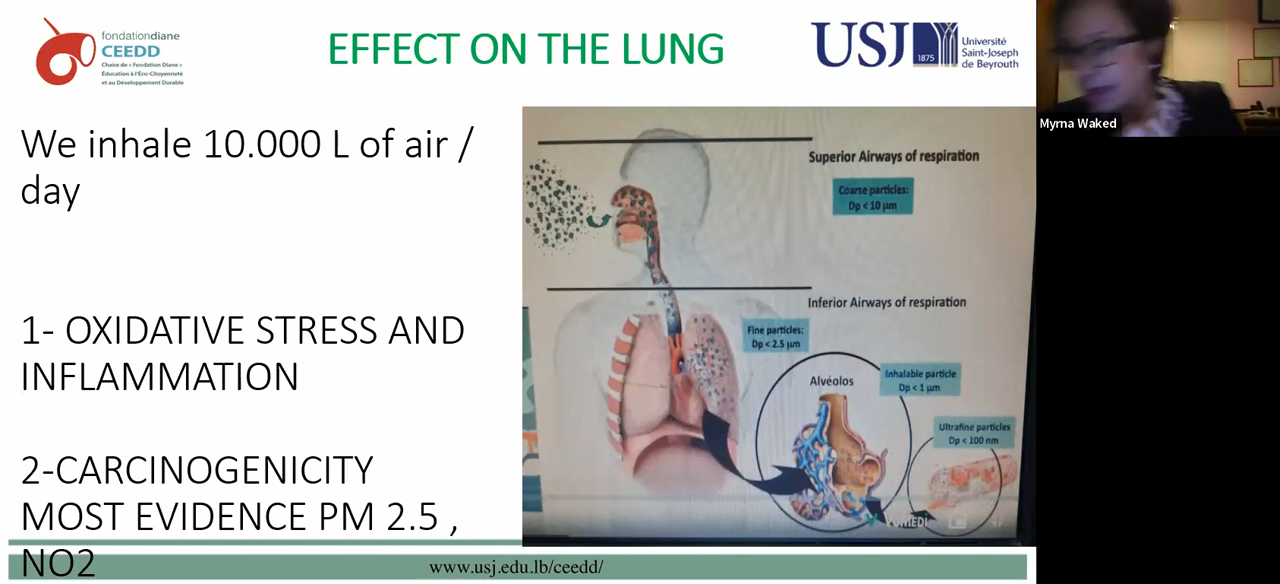 fondationdiane
CEEDD
Chaire de « Fondation Diane »
Éducation à l'Éco-Citoyenneté
et au Développement Durable
EFFECT ON THE LUNG
USJ
1875
Université
Saint-Joseph
de Beyrouth
Myrna Waked
We inhale 10.000 L of air /
day
1- OXIDATIVE STRESS AND
INFLAMMATION
2-CARCINOGENICITY
MOST EVIDENCE PM 2.5 ,
NO2
Superior Airways of respiration
Coarse particles:
Dp < 10 µm
Inferior Airways of respiration
Fine particles:
Dp < 2.5 µm
Alvéolos
Inhalable particle
Dp < 1 µm
Ultrafine particles
Dp < 100 nm
VUMEDI
www.usj.edu.lb/ceedd/